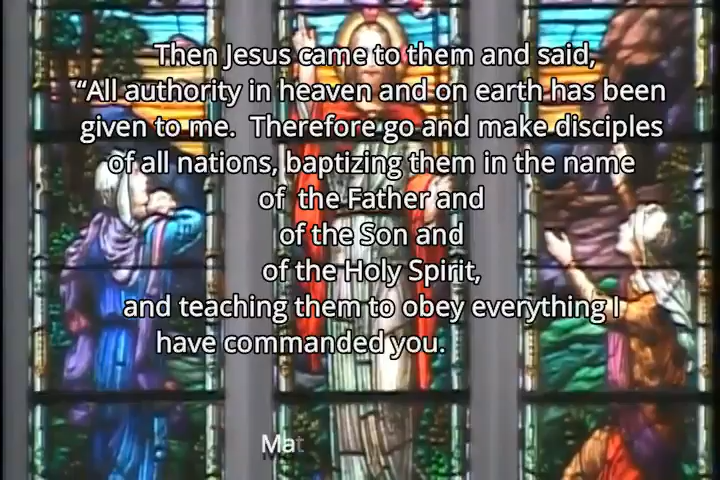 Then Jesus came to them and said,
“All authority in heaven and on earth has been
given to me. Therefore go and make disciples
of all nations, baptizing them in the name
of the Father and
of the Son and
of the Holy Spirit,
and teaching them to obey everything I
have commanded you.
Mat